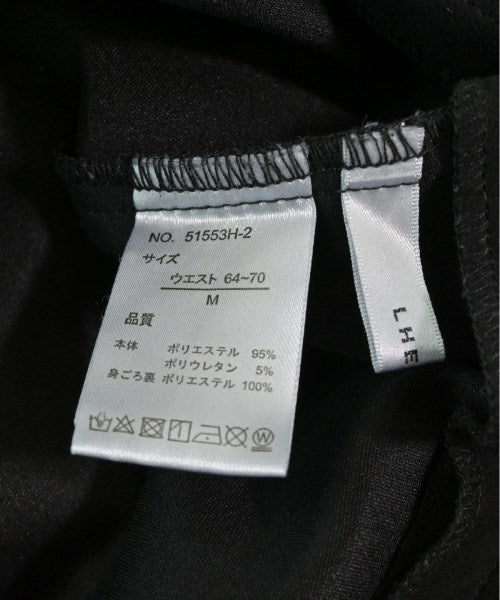 NO. 51553H-2
サイズ
ウエスト 64~70
M
品質
本体 ポリエステル 95%
ポリウレタン 5%
身ごろ裏 ポリエステル 100%
W
LHE